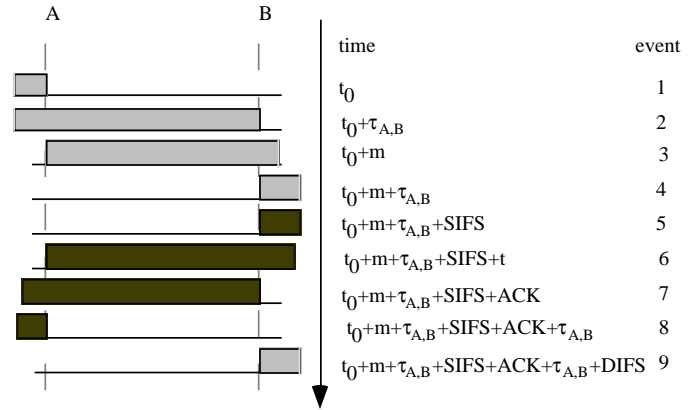 A B
time event
t0 1
t0+τA,B 2
t0+m 3
t0+m+τA,B 4
t0+m+τA,B+SIFS 5
t0+m+τA,B+SIFS+t 6
t0+m+τA,B+SIFS+ACK 7
t0+m+τA,B+SIFS+ACK+τA,B 8
t0+m+τA,B+SIFS+ACK+τA,B+DIFS 9